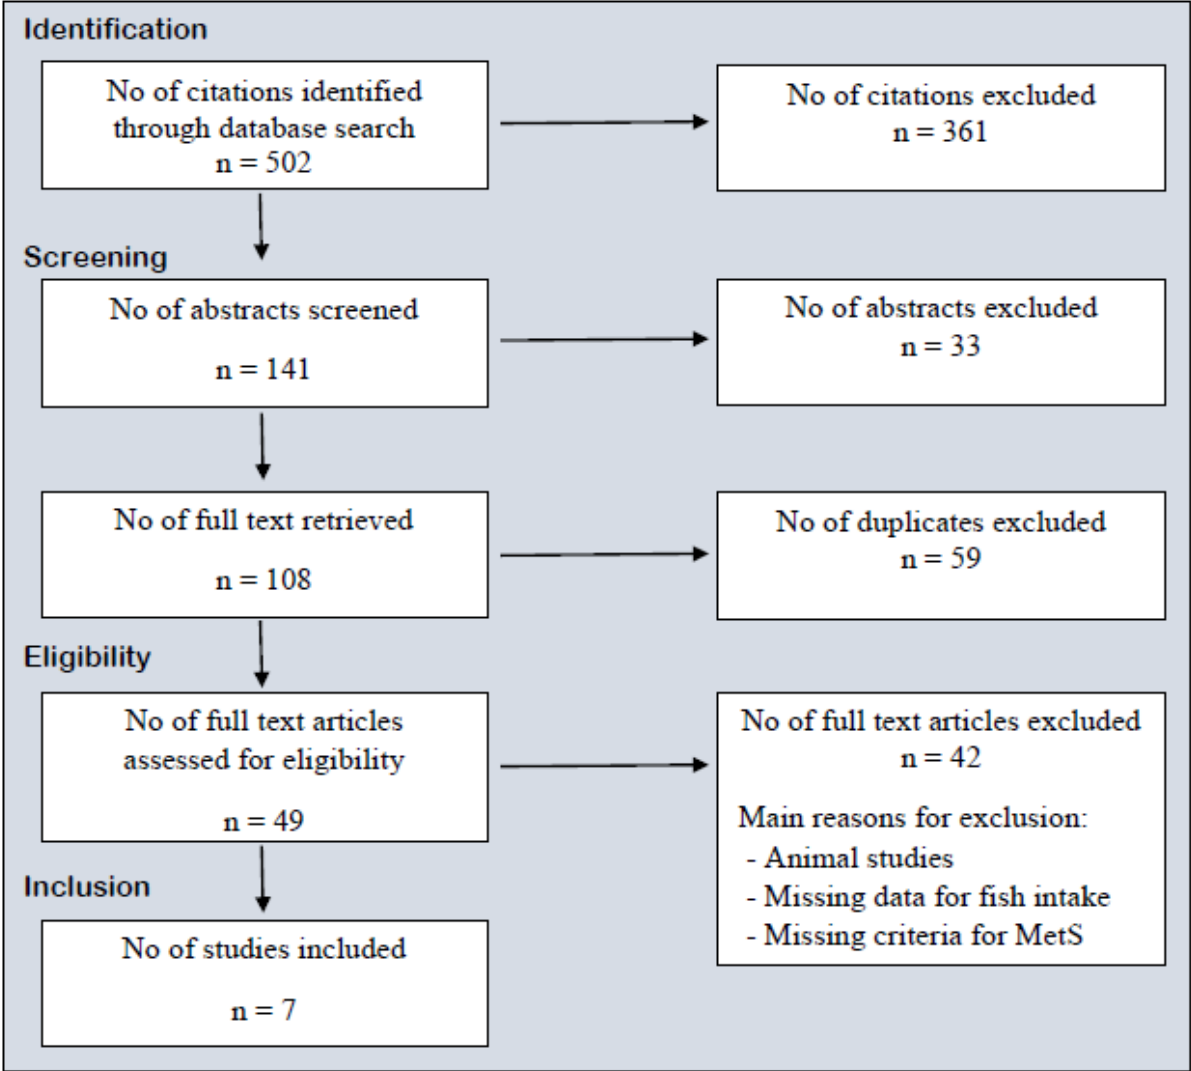 Identification
No of citations identified
through database search
n = 502
No of citations excluded
n = 361
Screening
No of abstracts screened
n = 141
No of abstracts excluded
n = 33
No of full text retrieved
n = 108
No of duplicates excluded
n = 59
Eligibility
No of full text articles
assessed for eligibility
n = 49
No of full text articles excluded
n = 42
Main reasons for exclusion:
- Animal studies
- Missing data for fish intake
- Missing criteria for MetS
Inclusion
No of studies included
n = 7